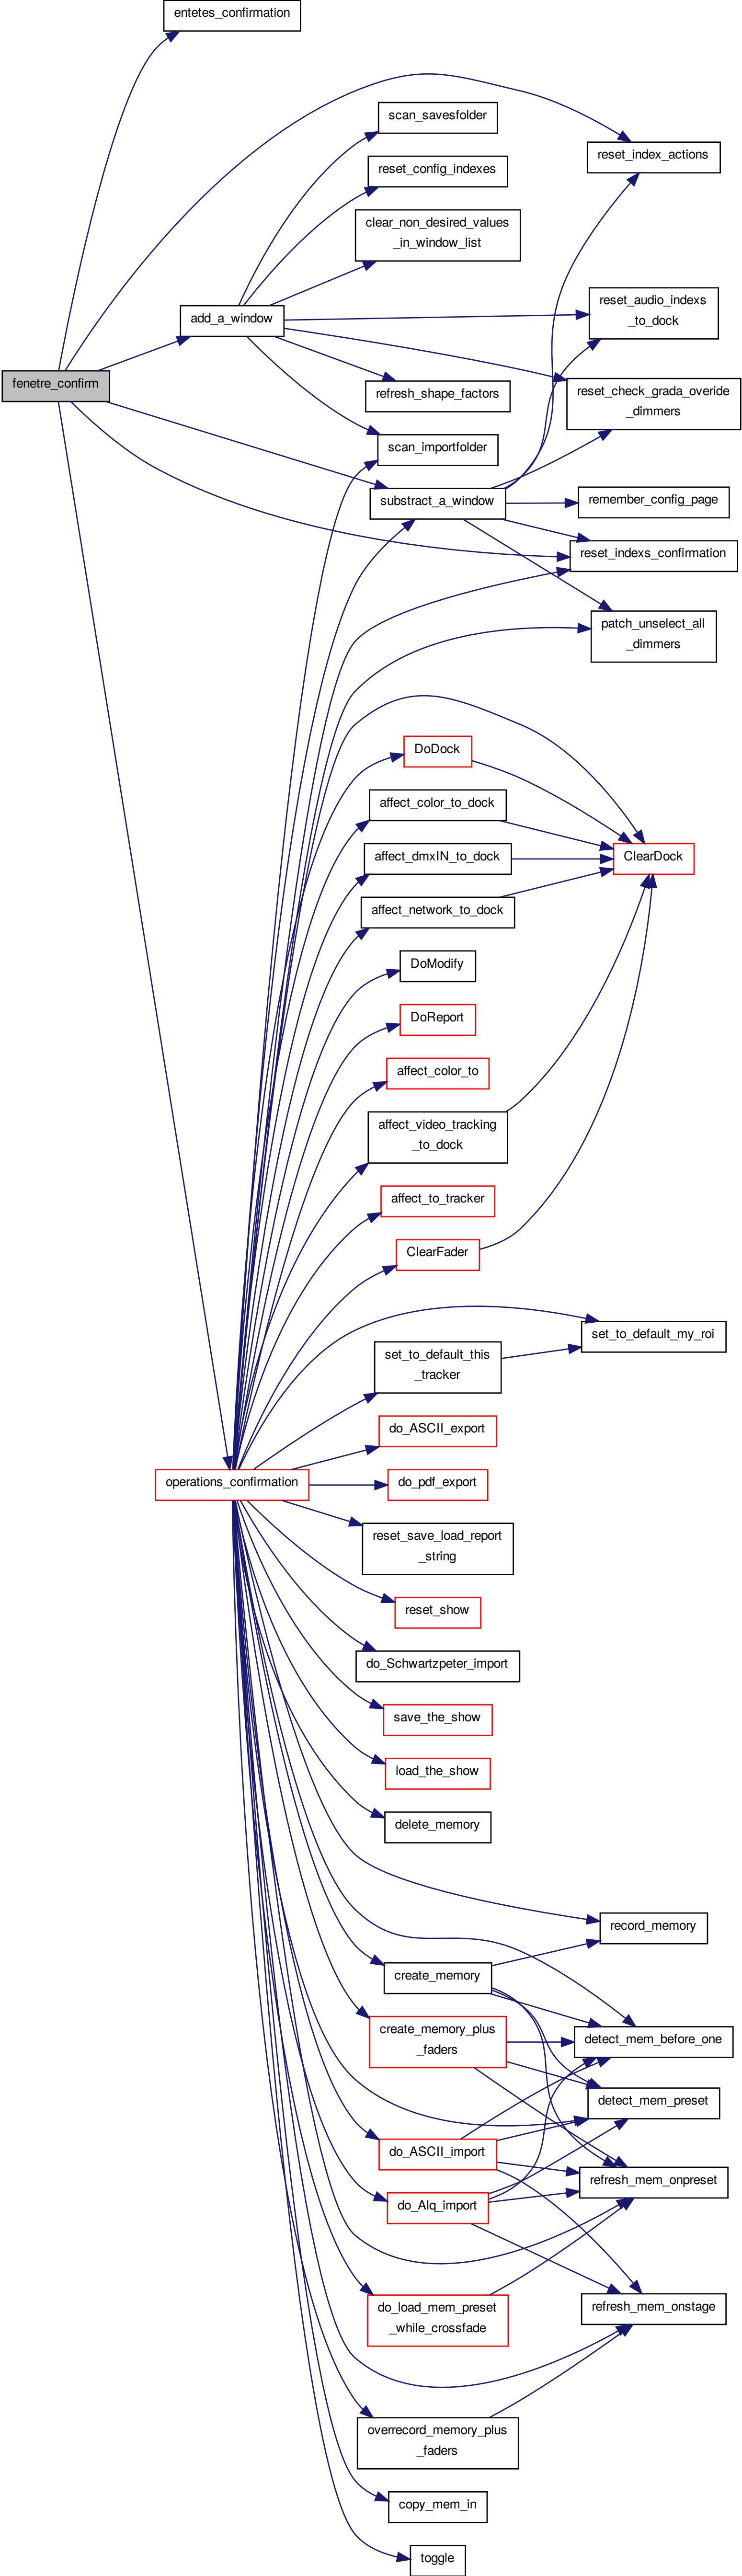 entetes_confirmation
scan_savesfolder
reset_index_actions
reset_config_indexes
clear_non_desired_values
_in_window_list
reset_audio_indexs
_to_dock
add_a_window
fenetre_confirm
refresh_shape_factors
reset_check_grada_overide
_dimmers
scan_importfolder
substract_a_window
remember_config_page
reset_indexs_confirmation
patch_unselect_all
_dimmers
DoDock
affect_color_to_dock
affect_dmxIN_to_dock
ClearDock
affect_network_to_dock
DoModify
DoReport
affect_color_to
affect_video_tracking
_to_dock
affect_to_tracker
ClearFader
set_to_default_my_roi
set_to_default_this
_tracker
do_ASCII_export
operations_confirmation
do_pdf_export
reset_save_load_report
_string
reset_show
do_Schwartzpeter_import
save_the_show
load_the_show
delete_memory
record_memory
create_memory
create_memory_plus
_faders
detect_mem_before_one
detect_mem_preset
do_ASCII_import
refresh_mem_onpreset
do_Alq_import
do_load_mem_preset
_while_crossfade
refresh_mem_onstage
overrecord_memory_plus
_faders
copy_mem_in
toggle